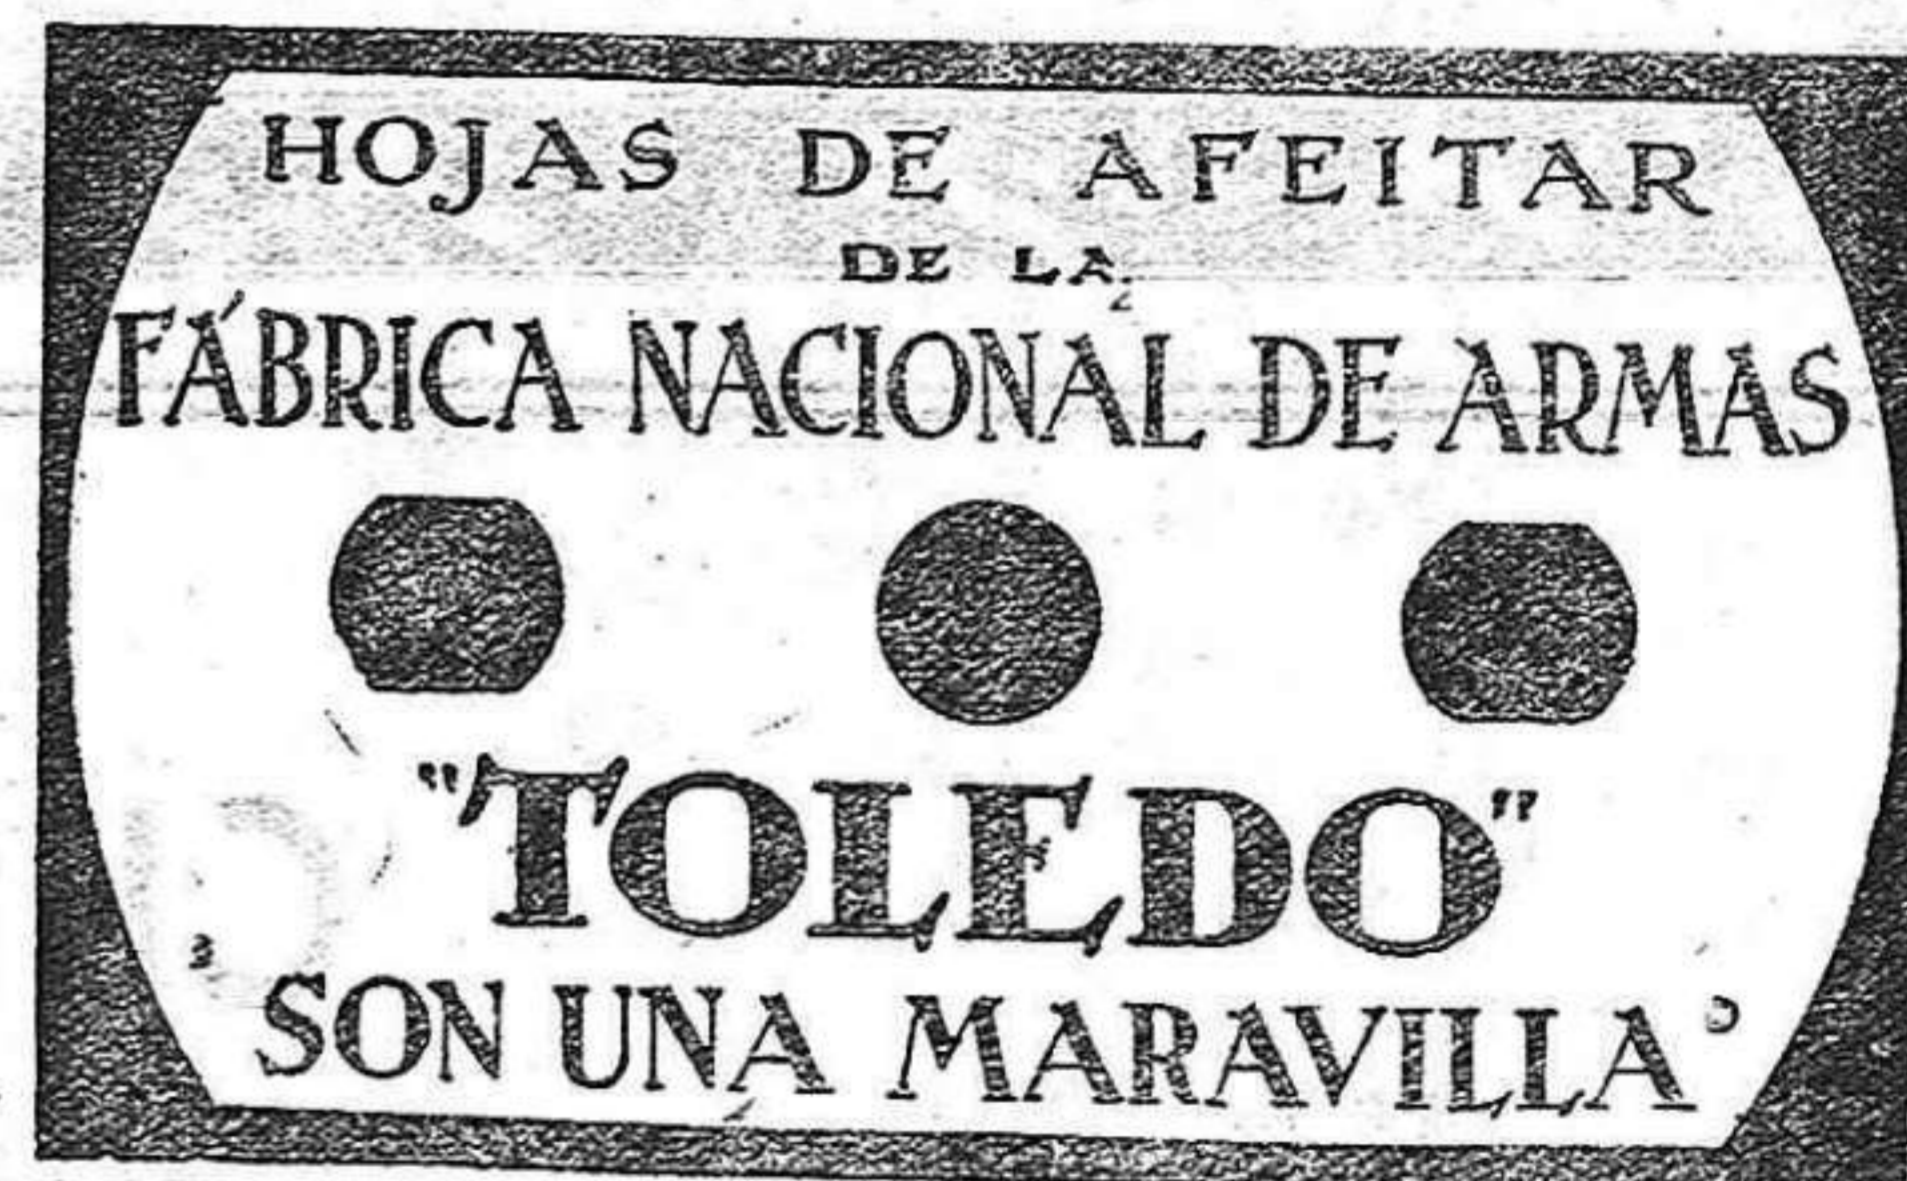 HOJAS DE AFEITAR
DE LA
FÁBRICA NACIONAL DE ARMAS
"TOLEDO"
SON UNA MARAVILLA